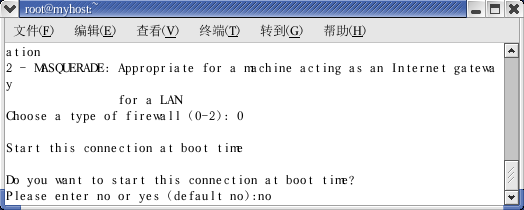 root@myhost:~
文件(F) 编辑(E) 查看(V) 终端(T) 转到(G) 帮助(H)
ation
2 - MASQUERADE: Appropriate for a machine acting as an Internet gatewa
y
for a LAN
Choose a type of firewall (0-2): 0
Start this connection at boot time
Do you want to start this connection at boot time?
Please enter no or yes (default no):no